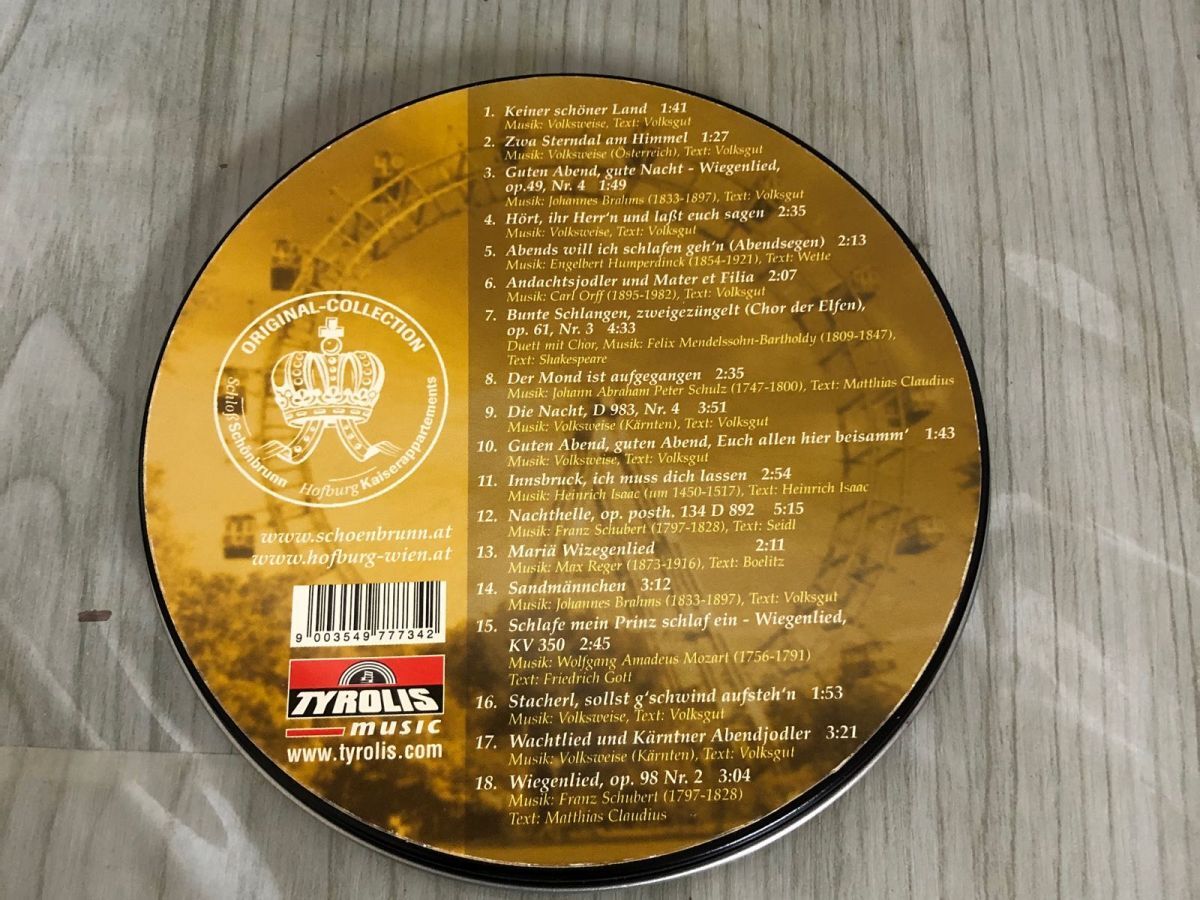 1. Keiner schöner Land 1:41
Musik: Volksweise, Text: Volksgut
2. Zwa Sterndal am Himmel 1:27
Musik: Volksweise (Österreich), Text: Volksgut
3. Guten Abend, gute Nacht - Wiegenlied,
op.49, Nr. 4 1:49
Musik: Johannes Brahms (1833-1897), Text: Volksgut
4. Hört, ihr Herr'n und laßt euch sagen 2:35
Musik: Volksweise, Text: Volksgut
5. Abends will ich schlafen geh'n (Abendsegen) 2:13
Musik: Engelbert Humperdinck (1854-1921), Text: Wette
6. Andachtsjodler und Mater et Filia 2:07
Musik: Carl Orff (1895-1982), Text: Volksgut
7. Bunte Schlangen, zweigezüngelt (Chor der Elfen),
op. 61, Nr. 3 4:33
Duett mit Chor, Musik: Felix Mendelssohn-Bartholdy (1809-1847),
Text: Shakespeare
8. Der Mond ist aufgegangen 2:35
Musik: Johann Abraham Peter Schulz (1747-1800), Text: Matthias Claudius
9. Die Nacht, D 983, Nr. 4 3:51
Musik: Volksweise (Kärnten), Text: Volksgut
10. Guten Abend, guten Abend, Euch allen hier beisamm' 1:43
Musik: Volksweise, Text: Volksgut
11. Innsbruck, ich muss dich lassen 2:54
Musik: Heinrich Isaac (um 1450-1517), Text: Heinrich Isaac
12. Nachthelle, op. posth. 134 D 892 5:15
Musik: Franz Schubert (1797-1828), Text: Seidl
13. Mariä Wizegenlied 2:11
Musik: Max Reger (1873-1916), Text: Boelitz
14. Sandmännchen 3:12
Musik: Johannes Brahms (1833-1897), Text: Volksgut
15. Schlafe mein Prinz schlaf ein - Wiegenlied,
KV 350 2:45
Musik: Wolfgang Amadeus Mozart (1756-1791)
Text: Friedrich Gott
16. Stacherl, sollst g'schwind aufsteh'n 1:53
Musik: Volksweise, Text: Volksgut
17. Wachtlied und Kärntner Abendjodler 3:21
Musik: Volksweise (Kärnten), Text: Volksgut
18. Wiegenlied, op. 98 Nr. 2 3:04
Musik: Franz Schubert (1797-1828)
Text: Matthias Claudius
ORIGINAL-COLLECTION
Schloß Schönbrunn
Hofburg Kaiserappartements
www.schoenbrunn.at
www.hofburg-wien.at
9 003549 777342
TYROLIS
music
www.tyrolis.com